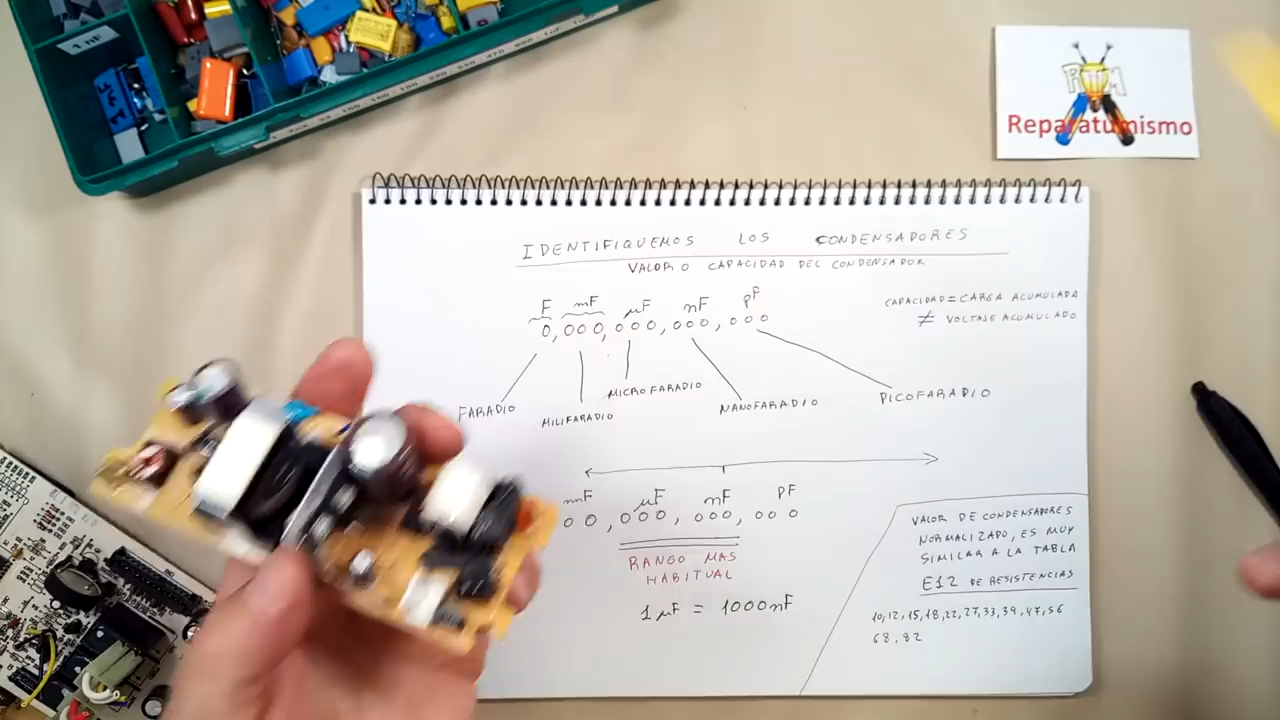 1 nF
RTM
Reparatumismo
IDENTIFIQUEMOS LOS CONDENSADORES
VALOR O CAPACIDAD DEL CONDENSADOR
F mF µF nF pF
0,000,000,000,000
CAPACIDAD = CARGA ACUMULADA
≠ VOLTAJE ACUMULADO
FARADIO
MILIFARADIO
MICROFARADIO
NANOFARADIO
PICOFARADIO
mF µF nF PF
00,000,000,000
RANGO MAS
HABITUAL
1µF = 1000nF
VALOR DE CONDENSADORES
NORMALIZADO, ES MUY
SIMILAR A LA TABLA
E12 DE RESISTENCIAS
10,12,15,18,22,27,33,39,47,56
68,82